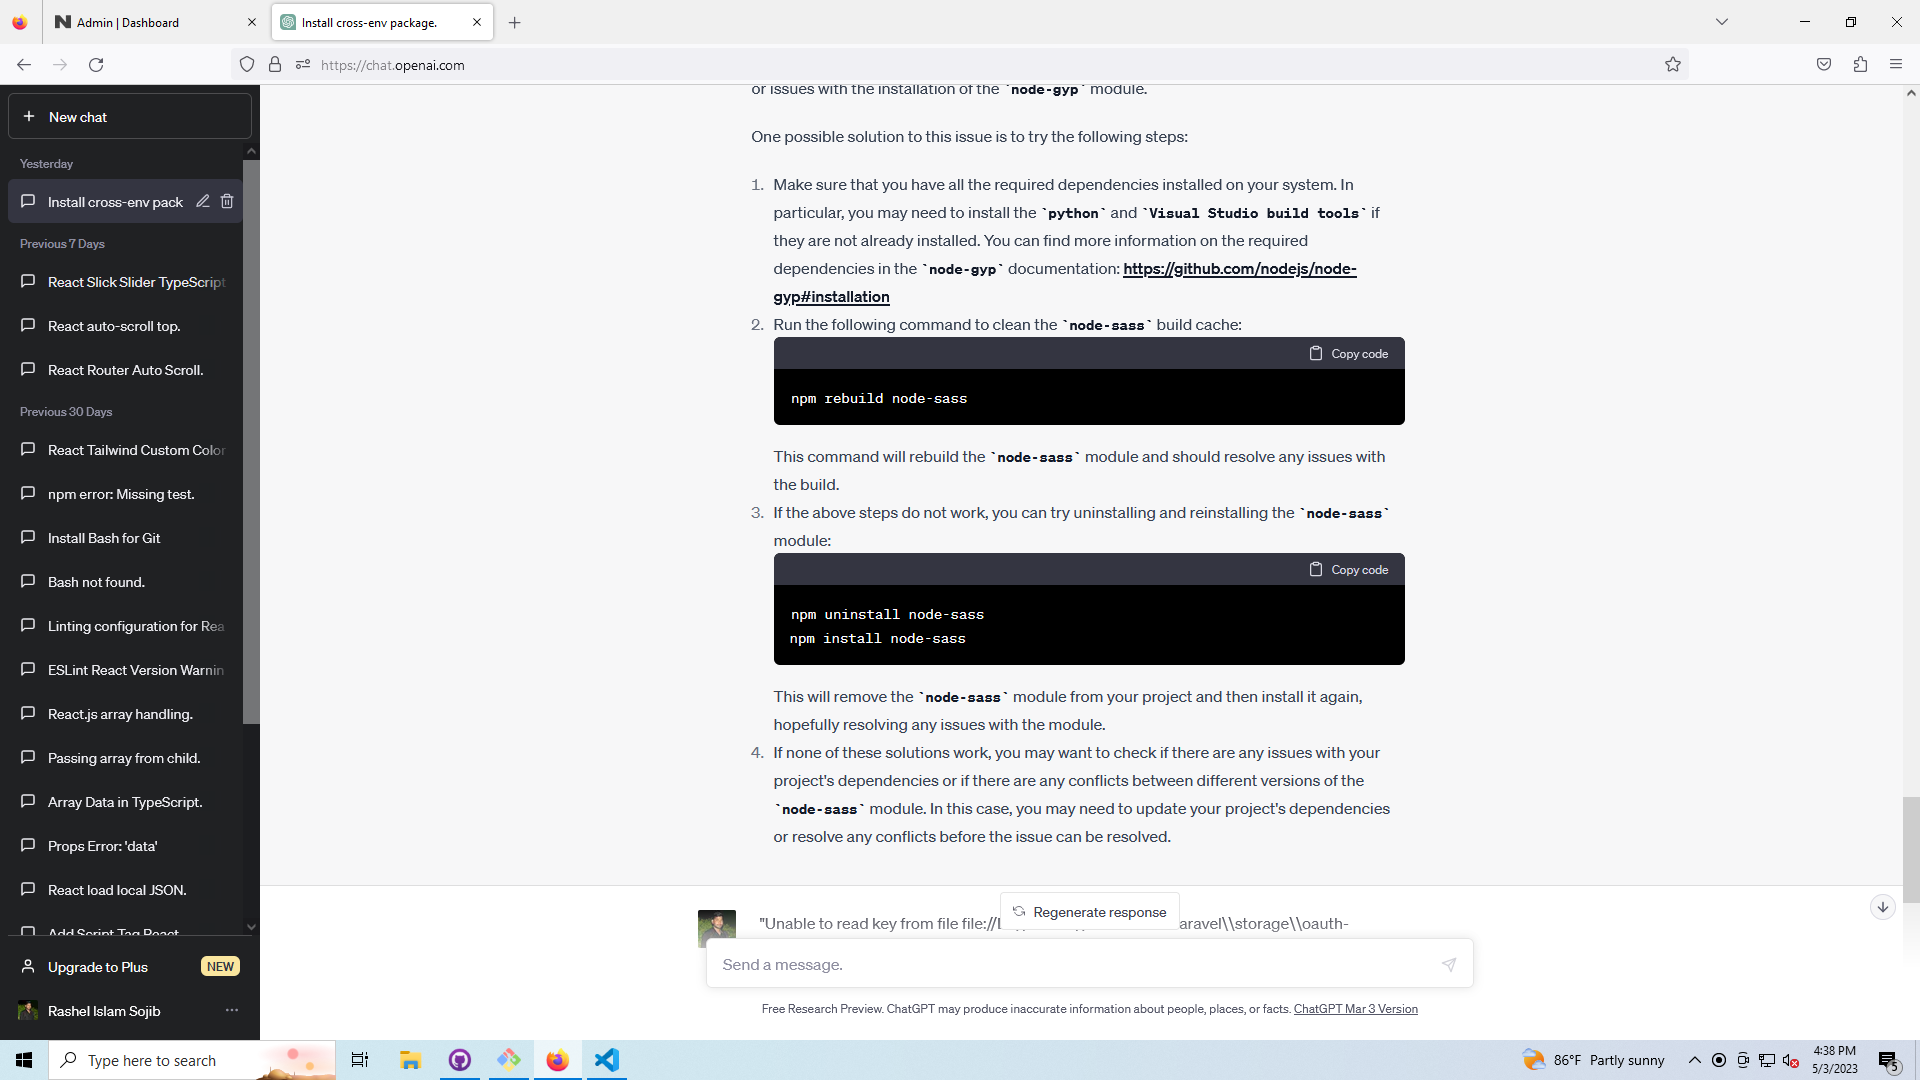 Admin | Dashboard
Install cross-env package.
https://chat.openai.com
New chat
Yesterday
Install cross-env pack
Previous 7 Days
React Slick Slider TypeScript
React auto-scroll top.
React Router Auto Scroll.
Previous 30 Days
React Tailwind Custom Color
npm error: Missing test.
Install Bash for Git
Bash not found.
Linting configuration for Rea
ESLint React Version Warnin
React.js array handling.
Passing array from child.
Array Data in TypeScript.
Props Error: 'data'
React load local JSON.
Add Script Tag React
Upgrade to Plus
NEW
Rashel Islam Sojib
or issues with the installation of the `node-gyp` module.
One possible solution to this issue is to try the following steps:
1. Make sure that you have all the required dependencies installed on your system. In
particular, you may need to install the `python` and `Visual Studio build tools` if
they are not already installed. You can find more information on the required
dependencies in the `node-gyp` documentation: https://github.com/nodejs/node-
gyp#installation
2. Run the following command to clean the `node-sass` build cache:
Copy code
npm rebuild node-sass
This command will rebuild the `node-sass` module and should resolve any issues with
the build.
3. If the above steps do not work, you can try uninstalling and reinstalling the `node-sass`
module:
Copy code
npm uninstall node-sass
npm install node-sass
This will remove the `node-sass` module from your project and then install it again,
hopefully resolving any issues with the module.
4. If none of these solutions work, you may want to check if there are any issues with your
project's dependencies or if there are any conflicts between different versions of the
`node-sass` module. In this case, you may need to update your project's dependencies
or resolve any conflicts before the issue can be resolved.
Regenerate response
"Unable to read key from file file:// aravel\\storage\\oauth-
Send a message.
Free Research Preview. ChatGPT may produce inaccurate information about people, places, or facts. ChatGPT Mar 3 Version
Type here to search
86°F Partly sunny
4:38 PM
5/3/2023
5